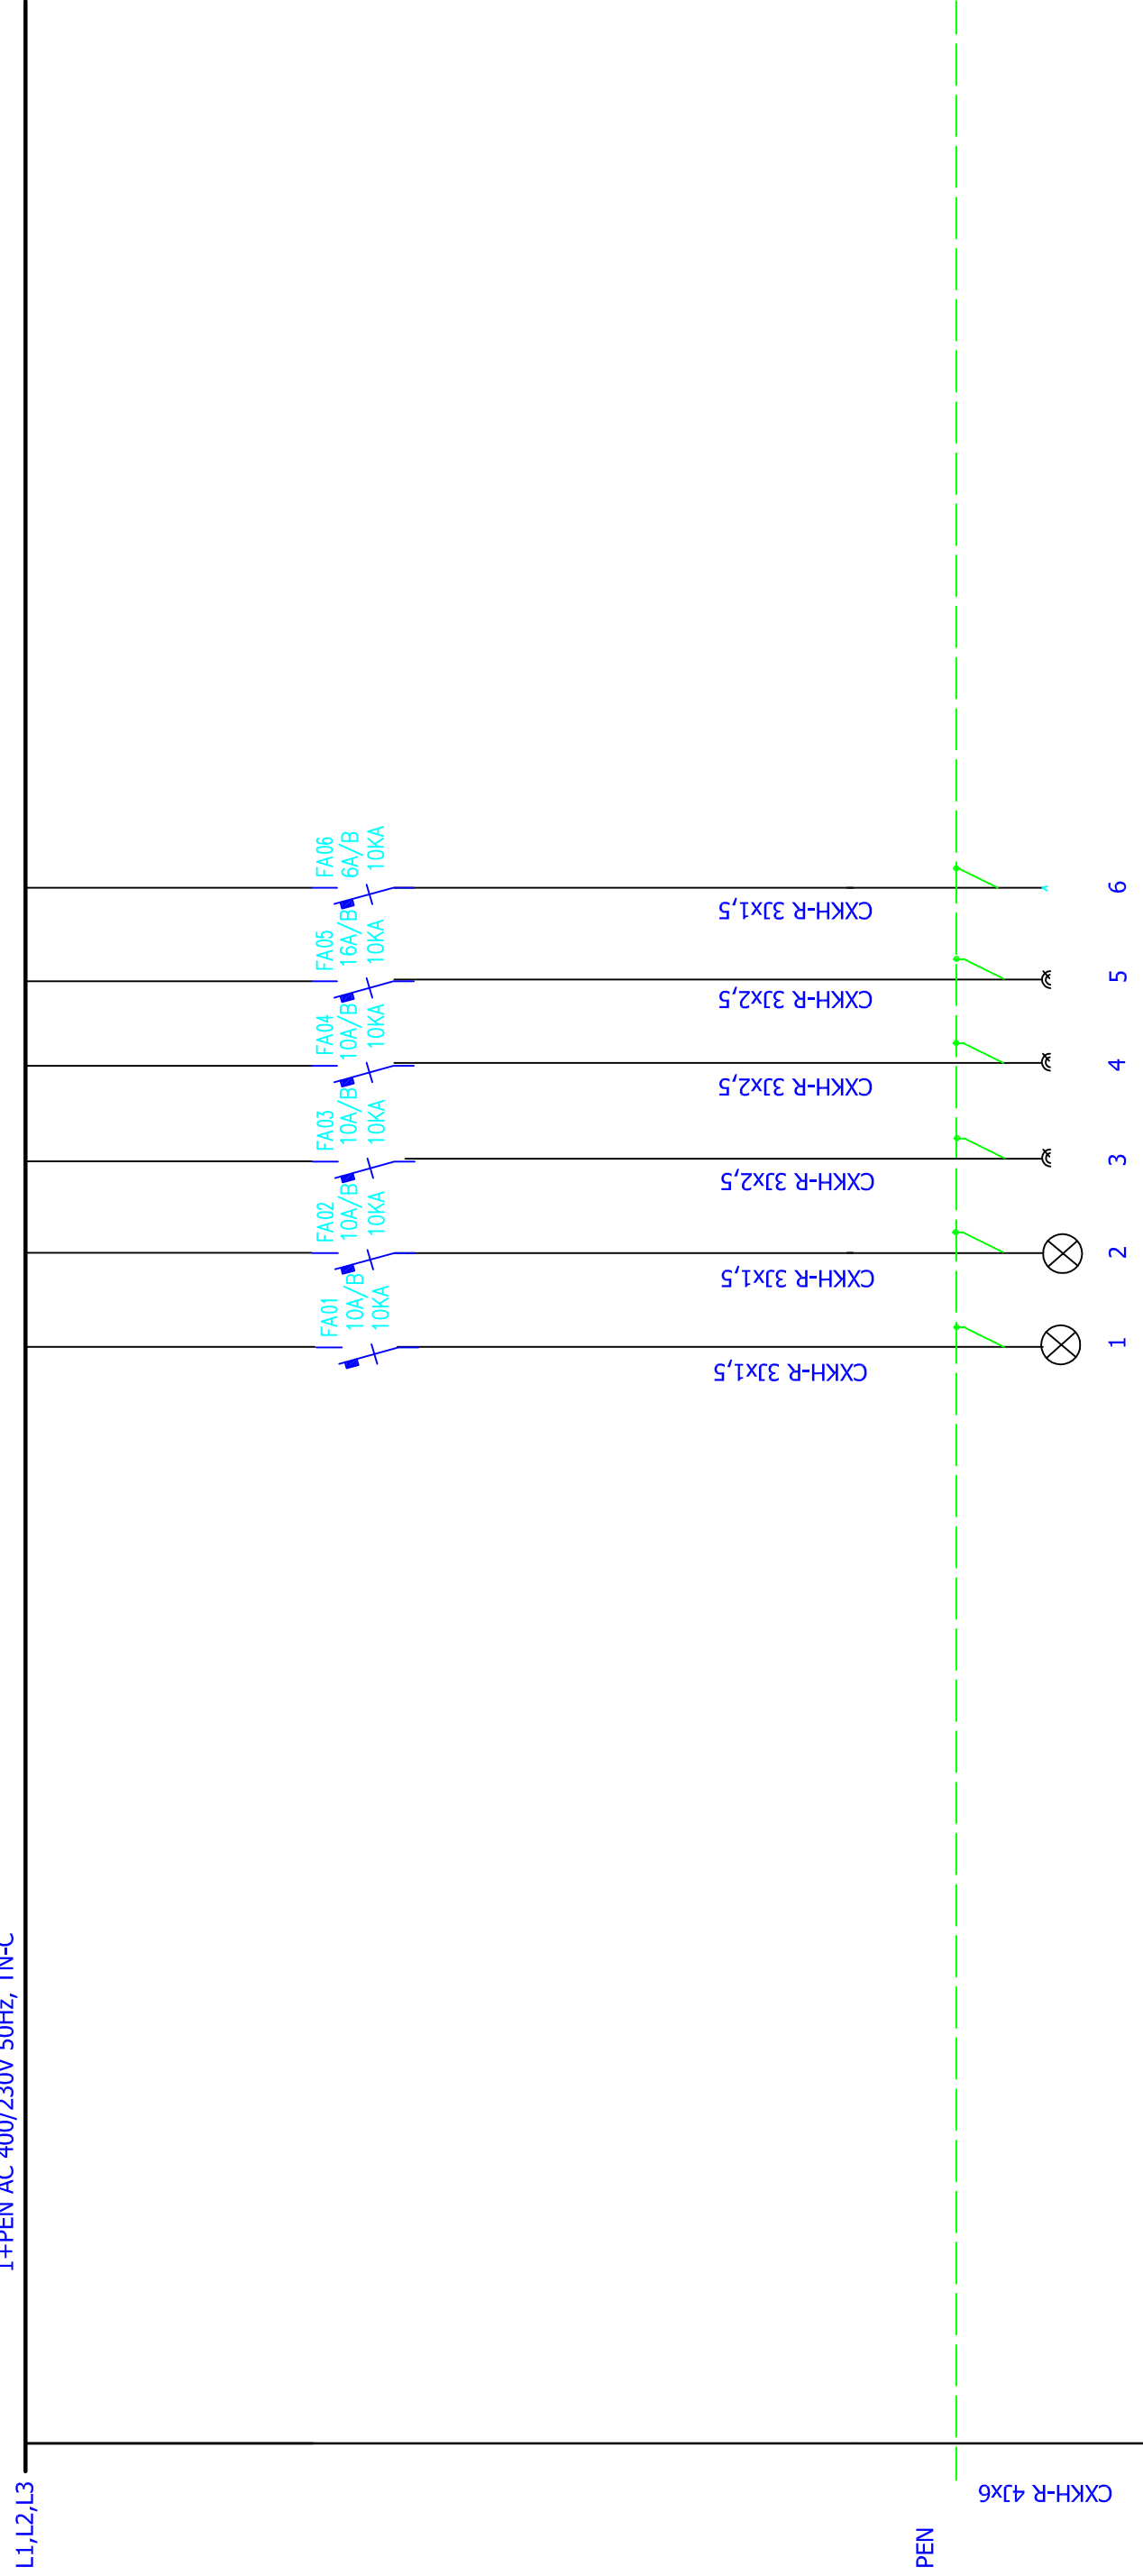 L1,L2,L3
PEN AC 400/230V 50Hz, TN-C
FA01
10A/B
10KA
FA02
10A/B
10KA
FA03
10A/B
10KA
FA04
10A/B
10KA
FA05
16A/B
10KA
FA06
6A/B
10KA
CXKH-R 3Jx1,5
CXKH-R 3Jx1,5
CXKH-R 3Jx2,5
CXKH-R 3Jx2,5
CXKH-R 3Jx2,5
CXKH-R 3Jx1,5
PEN
CXKH-R 4Jx6
1
2
3
4
5
6